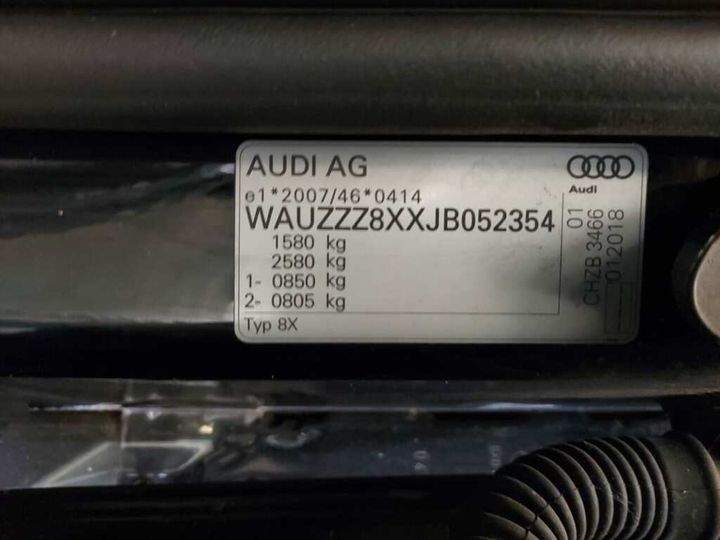 AUDI AG
Audi
e1*2007/46*0414
WAUZZZ8XXJB052354
1580 kg
2580 kg
1- 0850 kg
2- 0805 kg
Typ 8X
01
CHZB 3466
012018